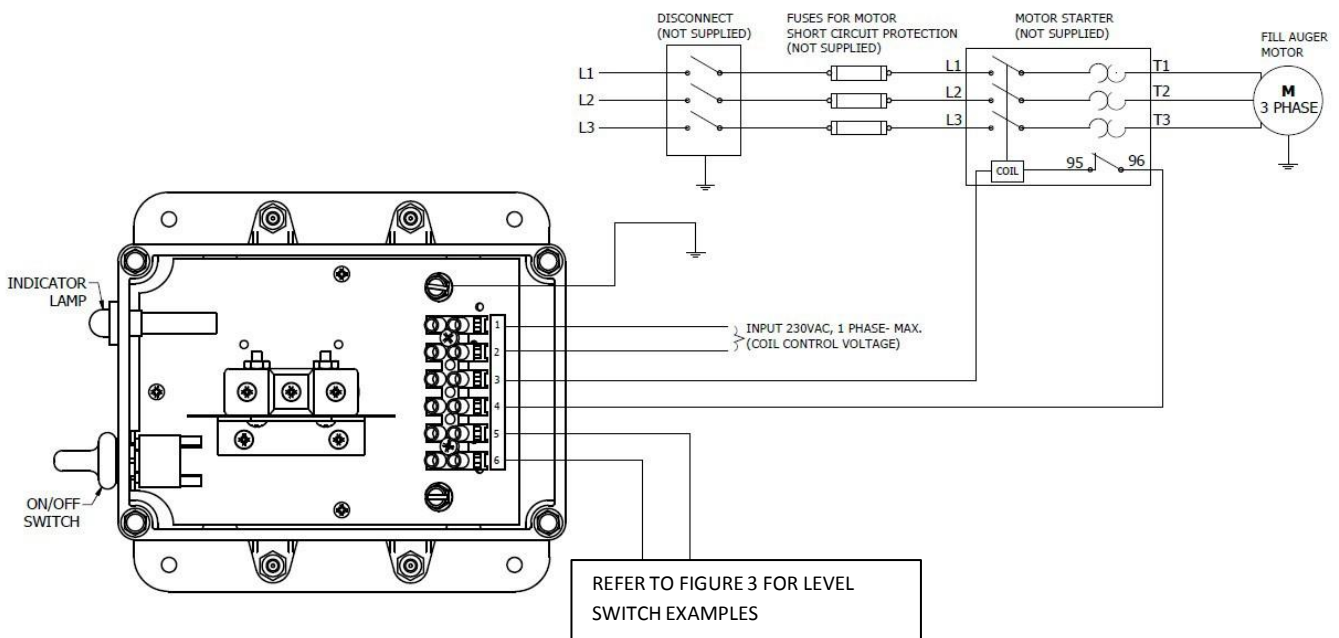 DISCONNECT
(NOT SUPPLIED)
FUSES FOR MOTOR
SHORT CIRCUIT PROTECTION
(NOT SUPPLIED)
MOTOR STARTER
(NOT SUPPLIED)
FILL AUGER
MOTOR
L1
L2
L3
L1
L2
L3
T1
T2
T3
M
3 PHASE
COIL
95
96
INDICATOR
LAMP
ON/OFF
SWITCH
1
2
3
4
5
6
INPUT 230VAC, 1 PHASE- MAX.
(COIL CONTROL VOLTAGE)
REFER TO FIGURE 3 FOR LEVEL
SWITCH EXAMPLES